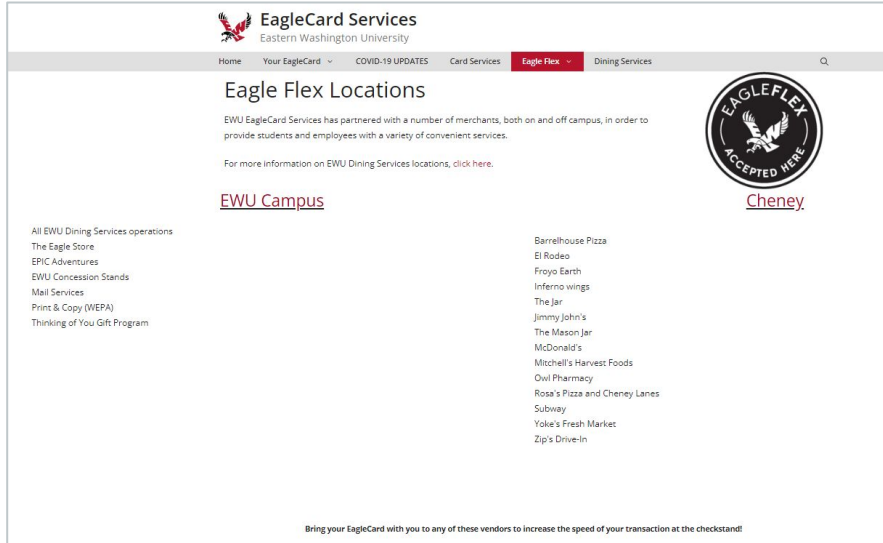 EagleCard Services
Eastern Washington University
Home Your EagleCard COVID-19 UPDATES Card Services Eagle Flex Dining Services
Eagle Flex Locations
EWU EagleCard Services has partnered with a number of merchants, both on and off campus, in order to
provide students and employees with a variety of convenient services.
For more information on EWU Dining Services locations, click here.
EAGLEFLEX
ACCEPTED HERE
EWU Campus
All EWU Dining Services operations
The Eagle Store
EPIC Adventures
EWU Concession Stands
Mail Services
Print & Copy (WEPA)
Thinking of You Gift Program
Cheney
Barrelhouse Pizza
El Rodeo
Froyo Earth
Inferno wings
The Jar
Jimmy John's
The Mason Jar
McDonald's
Mitchell's Harvest Foods
Owl Pharmacy
Rosa's Pizza and Cheney Lanes
Subway
Yoke's Fresh Market
Zip's Drive-In
Bring your EagleCard with you to any of these vendors to increase the speed of your transaction at the checkstand!